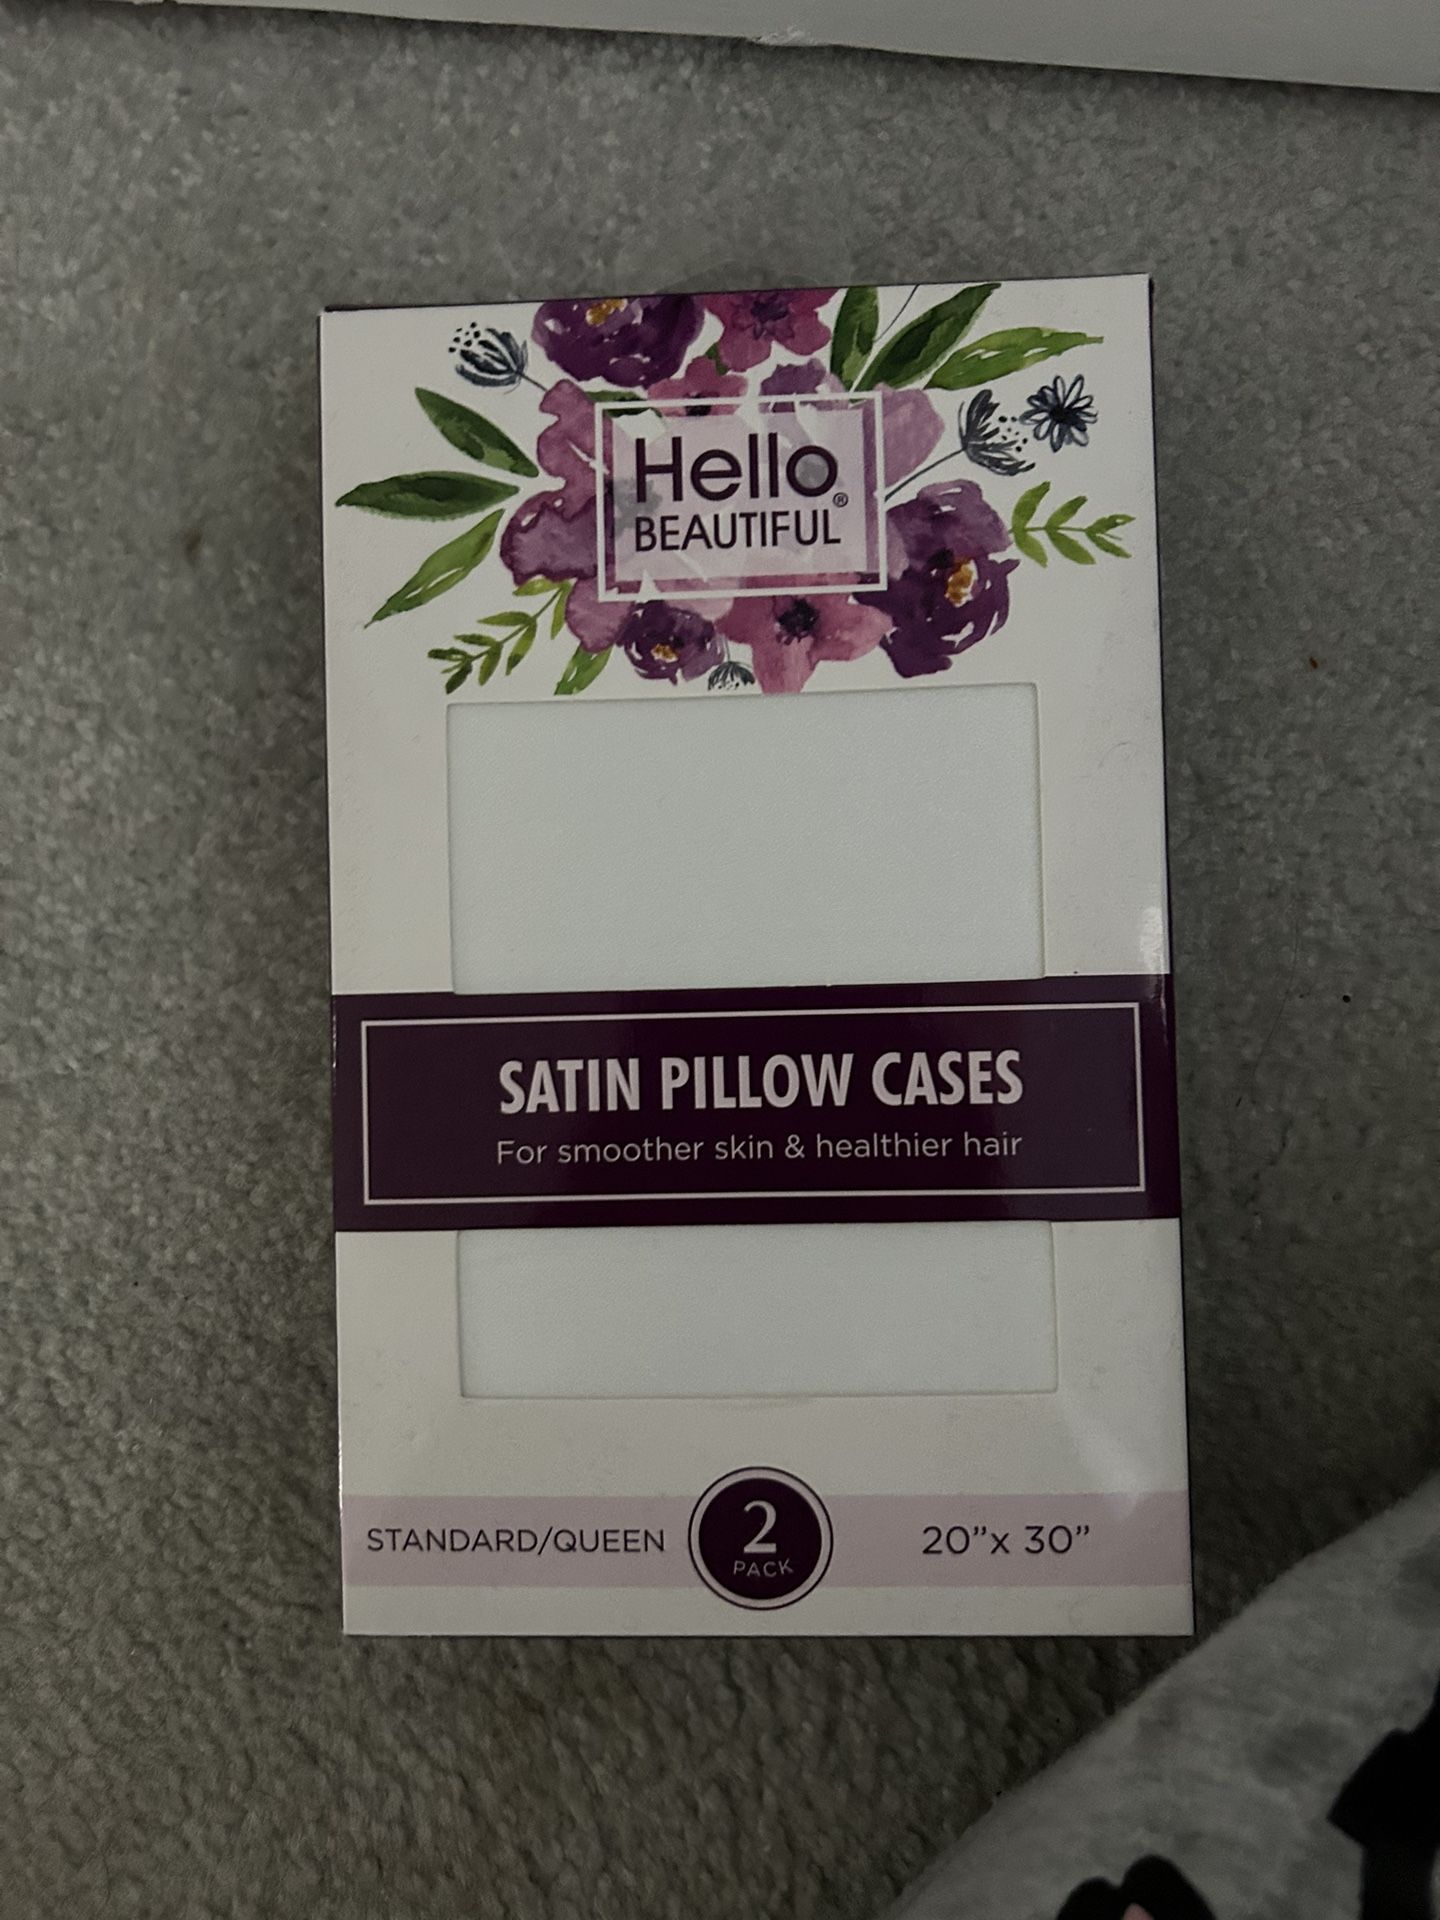 Hello®
BEAUTIFUL
SATIN PILLOW CASES
For smoother skin & healthier hair
STANDARD/QUEEN
2
PACK
20”x 30”